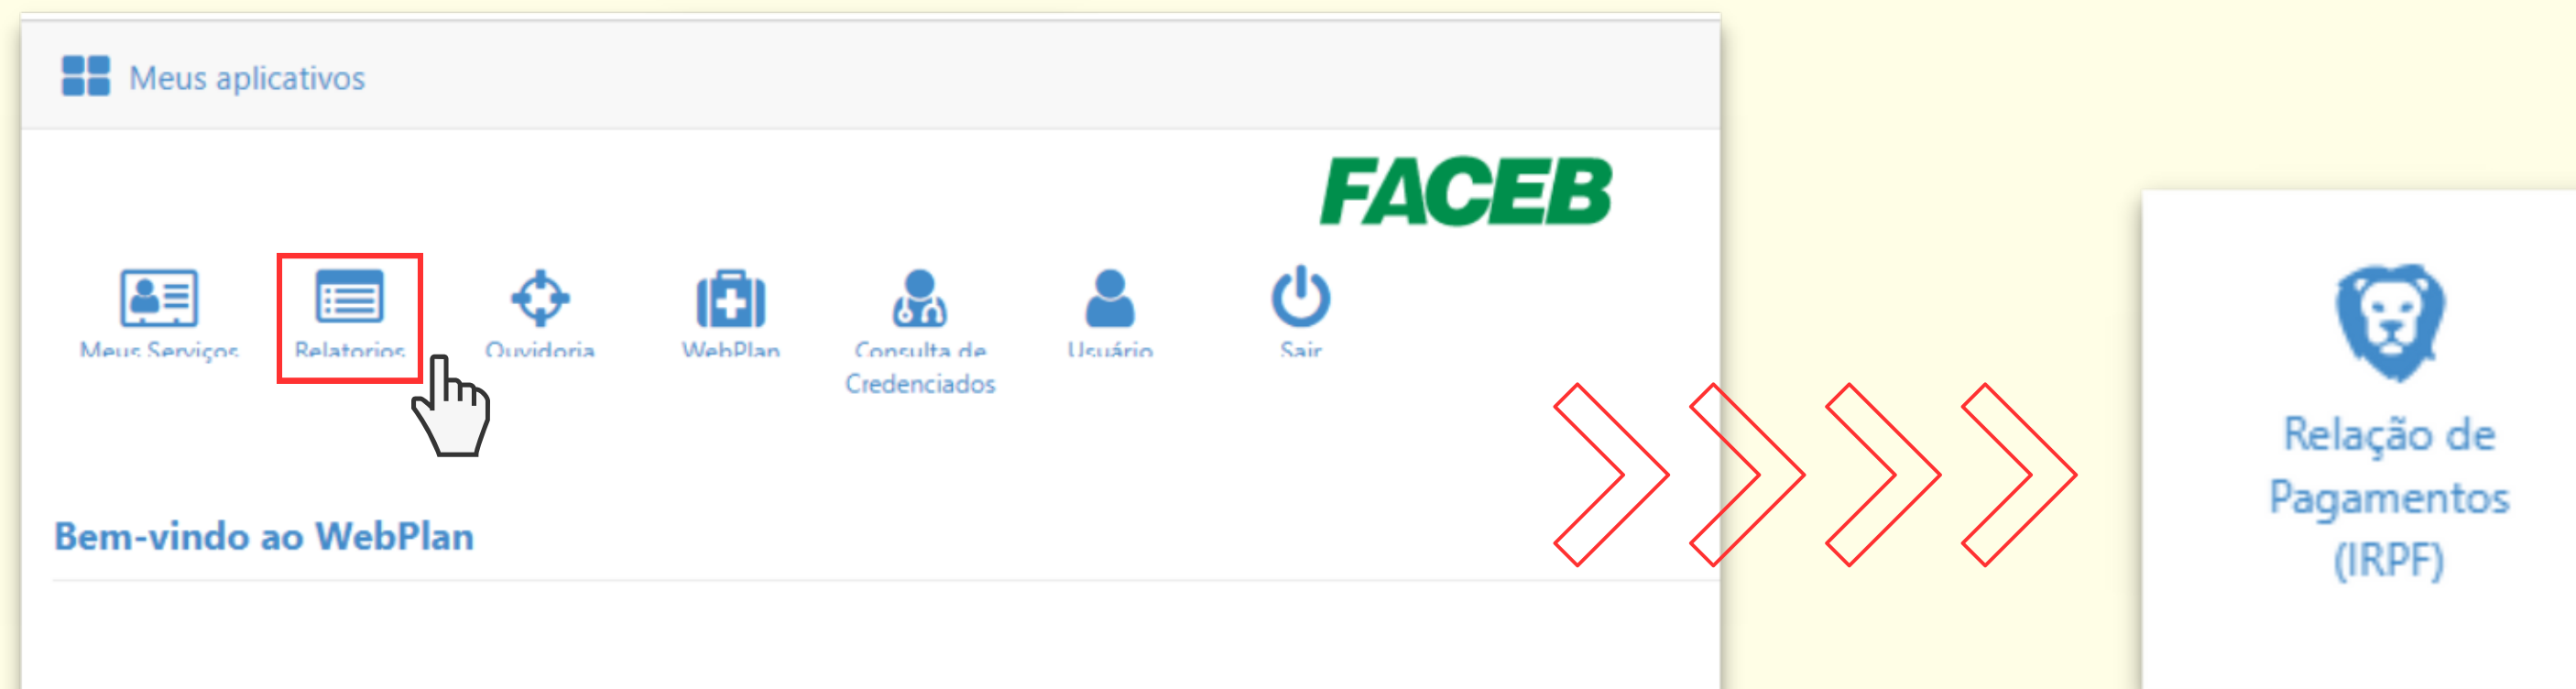 Meus aplicativos
FACEB
Meus Serviços
Relatorios
Ouvidoria
WebPlan
Consulta de
Credenciados
Usuário
Sair
Bem-vindo ao WebPlan
Relação de
Pagamentos
(IRPF)